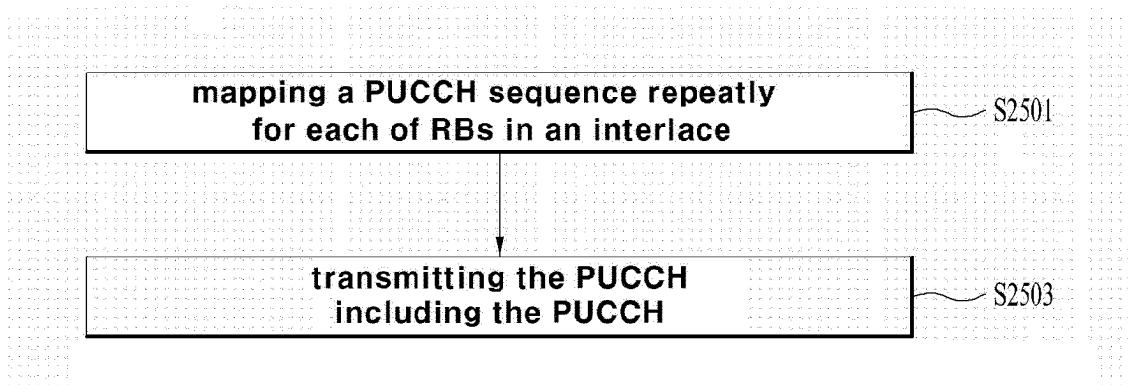 mapping a PUCCH sequence repeatly
for each of RBs in an interlace
S2501
transmitting the PUCCH
including the PUCCH
S2503